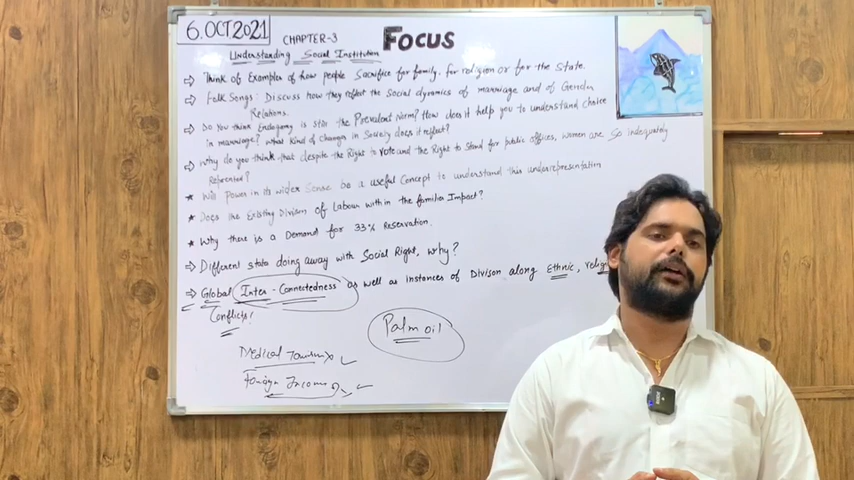 6.OCT2021
CHAPTER-3
FOCUS
Understanding Social Institution
⇒ Think of Examples of how people Sacrifice for family. for religion or for the State.
⇒ Folk Songs: Discuss How they reflect the Social dynamics of marriage and of Gender
Relations.
⇒ Do you think Endogamy is still the Prevalent Norm? How does it help you to understand choice
in marriage? What kind of changes in Society does it reflect?
⇒ Why do you think that despite the Right to vote and the Right to Stand for public offices, women are so
★ Will power in its wider Sense be a useful Concept to understand this underrepresentation
★ Does the Existing Division of Labour within the families Impact?
★ Why there is a Demand for 33% Reservation.
⇒ Different state doing away with Social Right, Why?
⇒ Global Inter-Connectedness as well as instances of Divison along Ethnic,
Conflicts!
Palm oil
Medical Tourism
Foreign Income